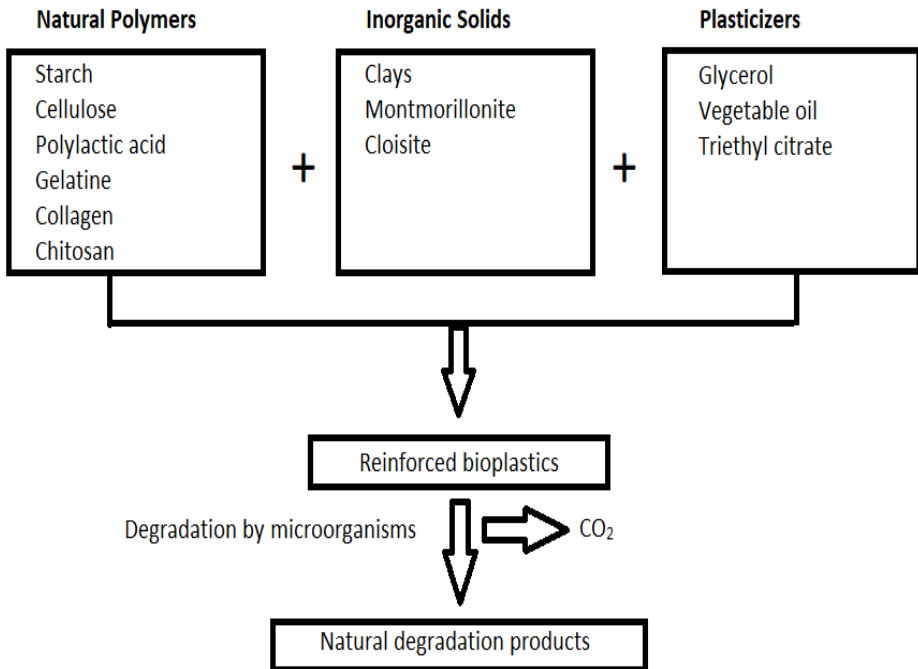 Natural Polymers
Starch
Cellulose
Polylactic acid
Gelatine
Collagen
Chitosan
+
Inorganic Solids
Clays
Montmorillonite
Cloisite
+
Plasticizers
Glycerol
Vegetable oil
Triethyl citrate
Reinforced bioplastics
Degradation by microorganisms
CO₂
Natural degradation products